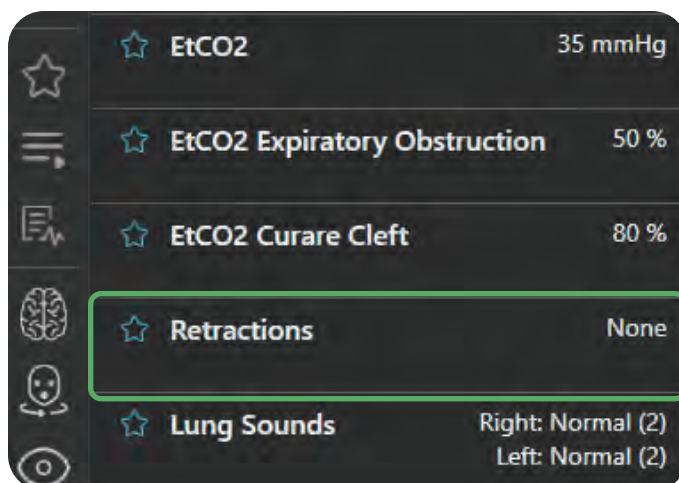 EtCO2 35 mmHg
EtCO2 Expiratory Obstruction 50 %
EtCO2 Curare Cleft 80 %
Retractions None
Lung Sounds Right: Normal (2)
Left: Normal (2)